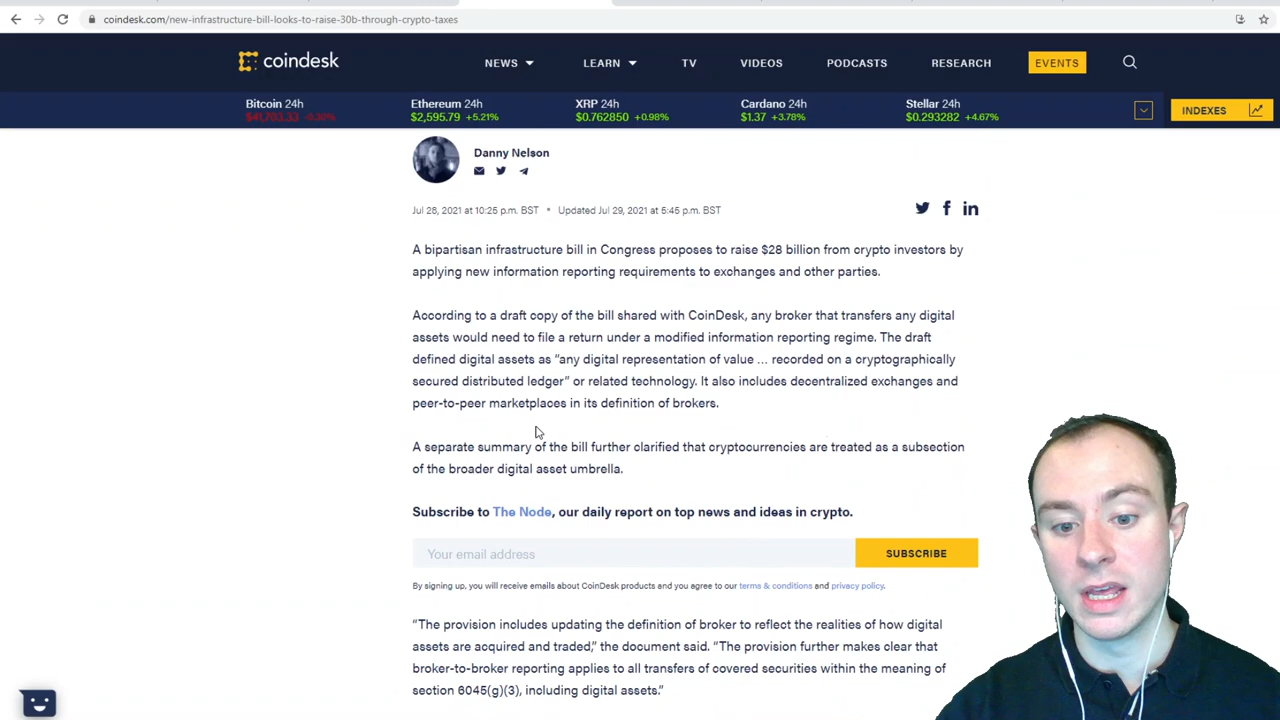 coindesk.com/new-infrastructure-bill-looks-to-raise-30b-through-crypto-taxes
coindesk
NEWS
LEARN
TV
VIDEOS
PODCASTS
RESEARCH
EVENTS
Bitcoin 24h
$41,763.33 -0.30%
Ethereum 24h
$2,595.79 +5.21%
XRP 24h
$0.762850 +0.98%
Cardano 24h
$1.37 +3.78%
Stellar 24h
$0.293282 +4.67%
INDEXES
Danny Nelson
Jul 28, 2021 at 10:25 p.m. BST • Updated Jul 29, 2021 at 5:45 p.m. BST
A bipartisan infrastructure bill in Congress proposes to raise $28 billion from crypto investors by
applying new information reporting requirements to exchanges and other parties.
According to a draft copy of the bill shared with CoinDesk, any broker that transfers any digital
assets would need to file a return under a modified information reporting regime. The draft
defined digital assets as “any digital representation of value … recorded on a cryptographically
secured distributed ledger” or related technology. It also includes decentralized exchanges and
peer-to-peer marketplaces in its definition of brokers.
A separate summary of the bill further clarified that cryptocurrencies are treated as a subsection
of the broader digital asset umbrella.
Subscribe to The Node, our daily report on top news and ideas in crypto.
Your email address
SUBSCRIBE
By signing up, you will receive emails about CoinDesk products and you agree to our terms & conditions and privacy policy.
“The provision includes updating the definition of broker to reflect the realities of how digital
assets are acquired and traded,” the document said. “The provision further makes clear that
broker-to-broker reporting applies to all transfers of covered securities within the meaning of
section 6045(g)(3), including digital assets.”